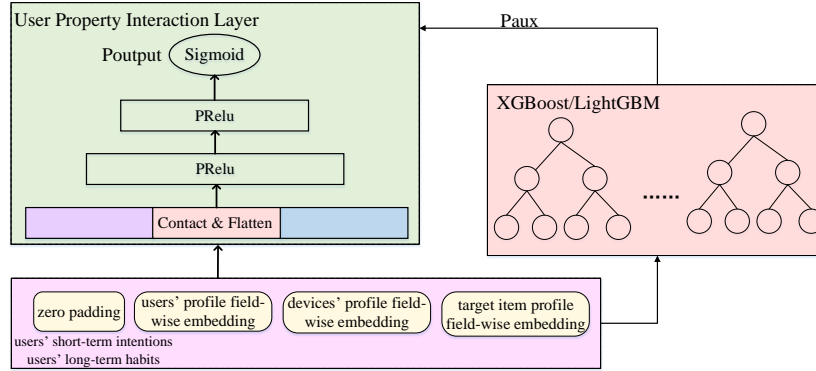 User Property Interaction Layer
Paux
Poutput
Sigmoid
XGBoost/LightGBM
PRelu
PRelu
......
Contact & Flatten
zero padding
users' profile field-
wise embedding
devices' profile field-
wise embedding
target item profile
field-wise embedding
users' short-term intentions
users' long-term habits